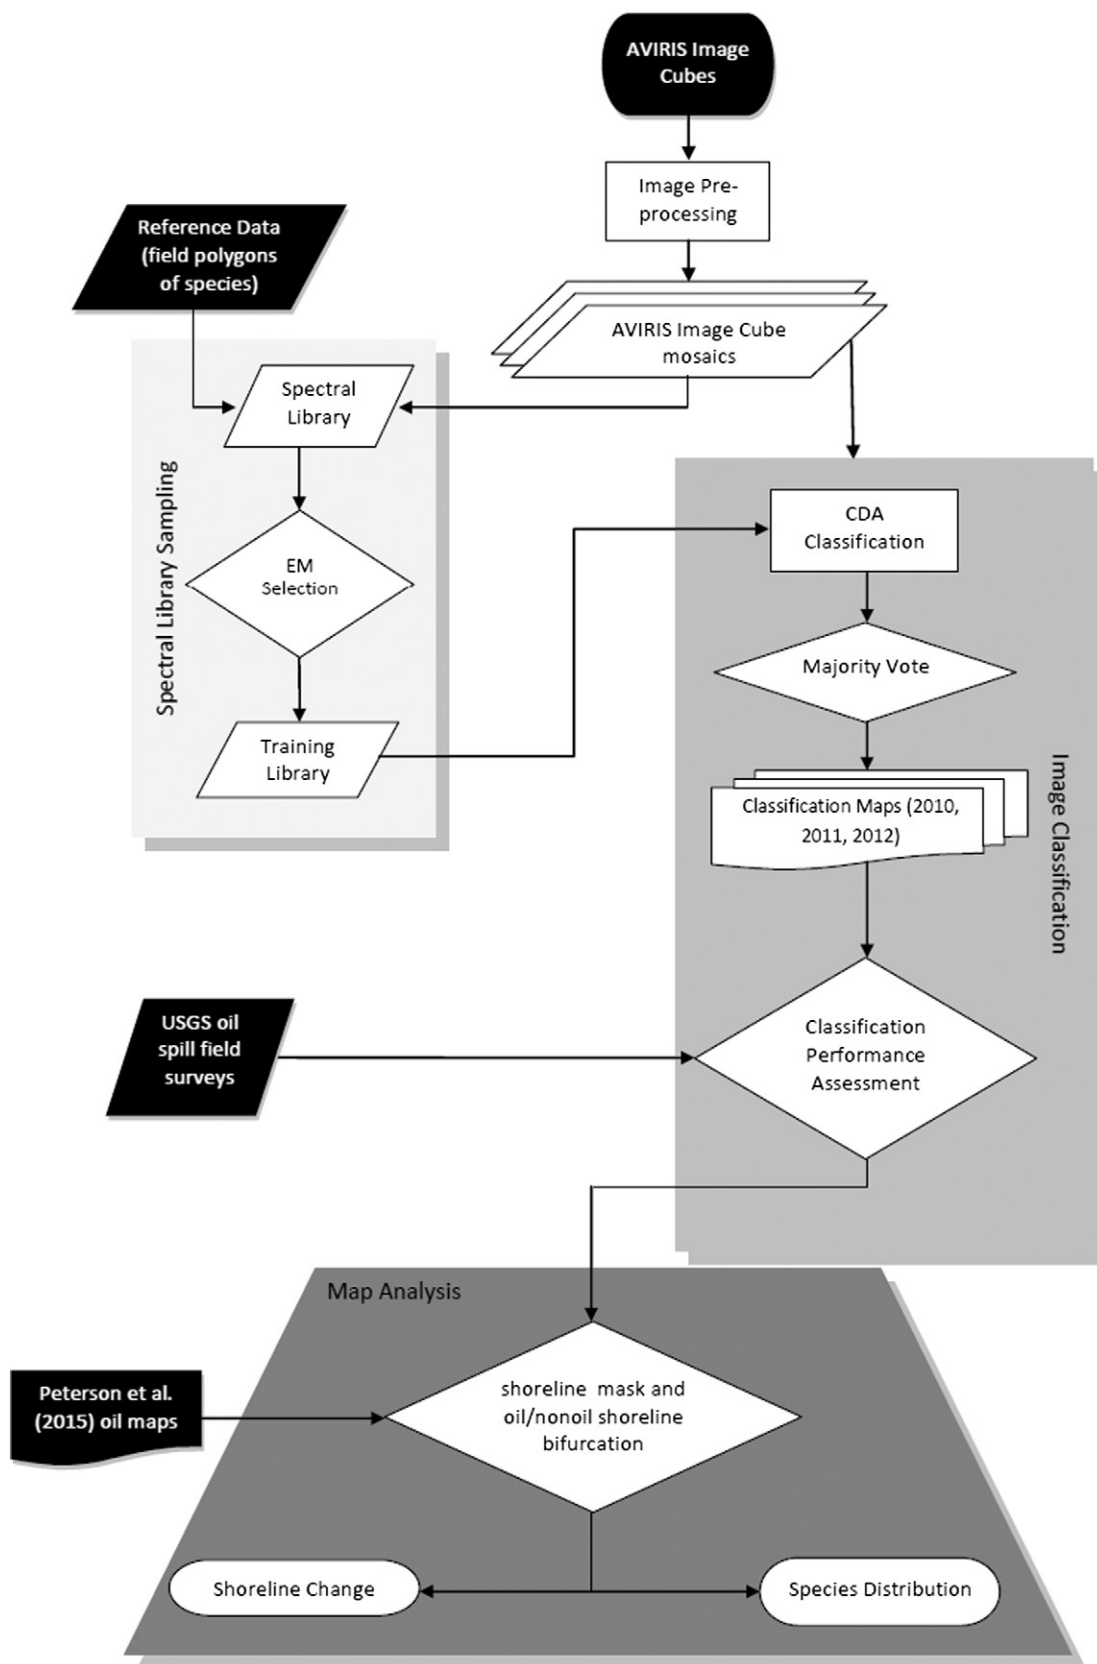 AVIRIS Image
Cubes
Image Pre-
processing
Reference Data
(field polygons
of species)
AVIRIS Image Cube
mosaics
Spectral
Library
Spectral Library Sampling
EM
Selection
Training
Library
CDA
Classification
Majority Vote
Classification Maps (2010,
2011, 2012)
Image Classification
USGS oil
spill field
surveys
Classification
Performance
Assessment
Map Analysis
Peterson et al.
(2015) oil maps
shoreline mask and
oil/nonoil shoreline
bifurcation
Shoreline Change
Species Distribution